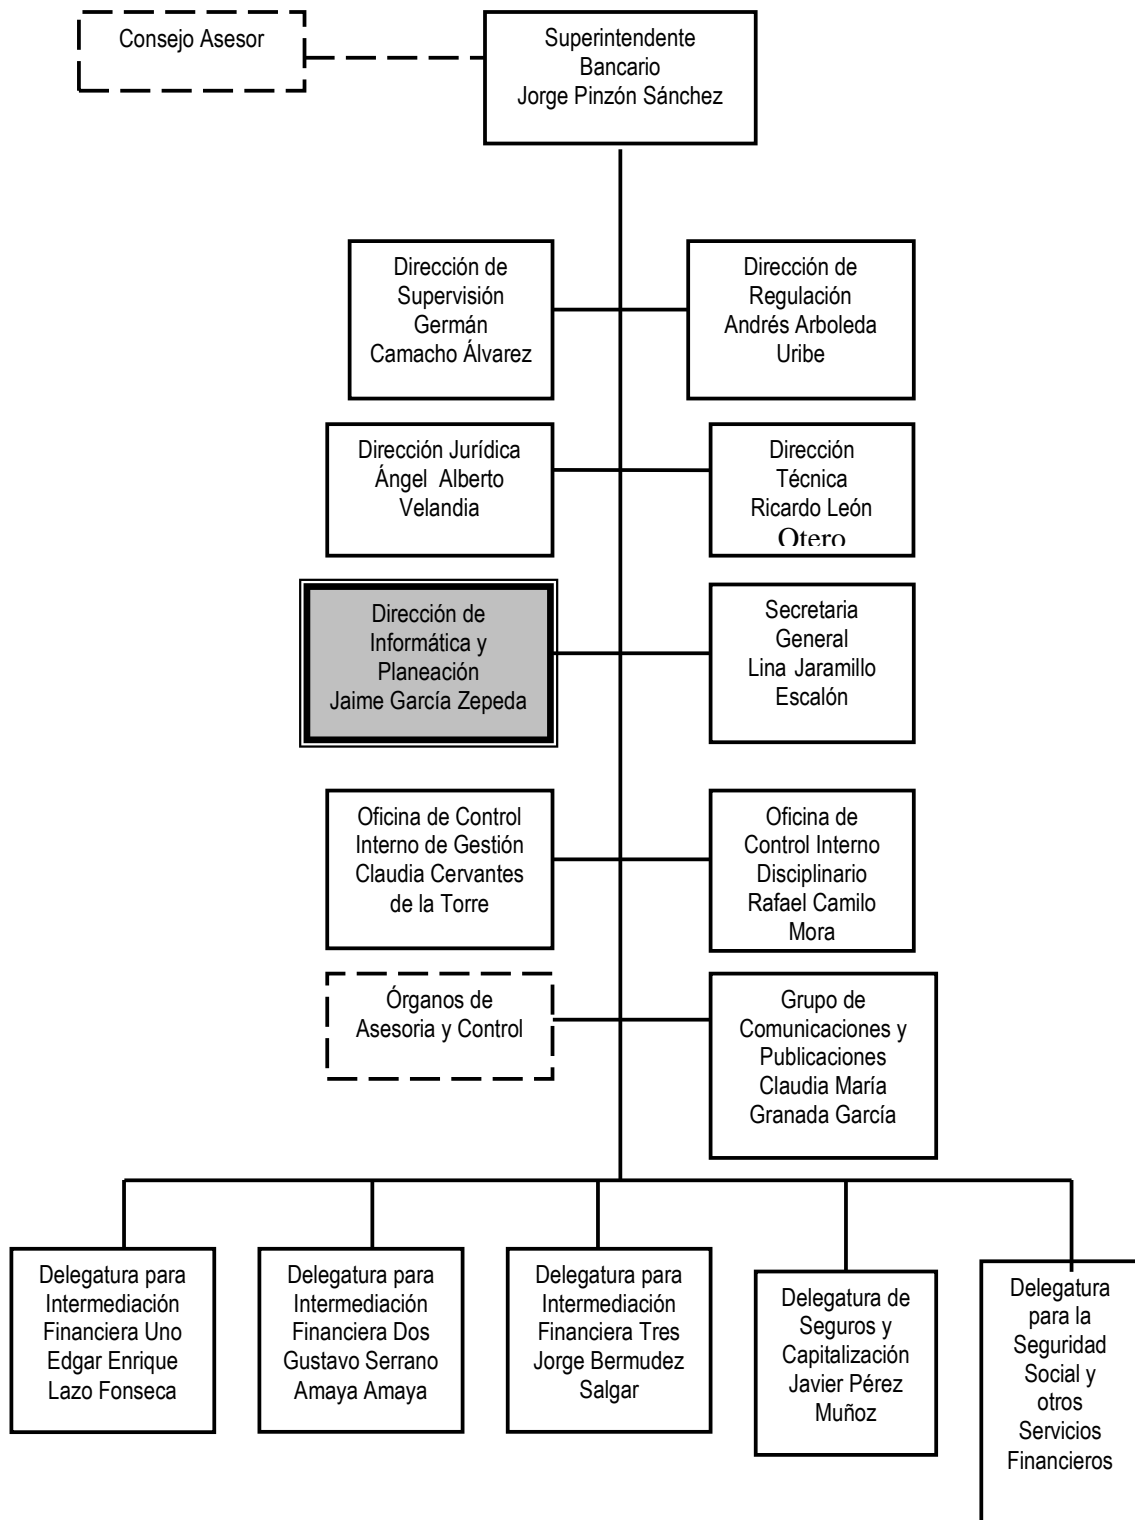 Consejo Asesor
Superintendente
Bancario
Jorge Pinzón Sánchez
Dirección de
Supervisión
Germán
Camacho Álvarez
Dirección de
Regulación
Andrés Arboleda
Uribe
Dirección Jurídica
Ángel Alberto
Velandia
Dirección
Técnica
Ricardo León
Otero
Dirección de
Informática y
Planeación
Jaime García Zepeda
Secretaria
General
Lina Jaramillo
Escalón
Oficina de Control
Interno de Gestión
Claudia Cervantes
de la Torre
Oficina de
Control Interno
Disciplinario
Rafael Camilo
Mora
Órganos de
Asesoria y Control
Grupo de
Comunicaciones y
Publicaciones
Claudia María
Granada García
Delegatura para
Intermediación
Financiera Uno
Edgar Enrique
Lazo Fonseca
Delegatura para
Intermediación
Financiera Dos
Gustavo Serrano
Amaya Amaya
Delegatura para
Intermediación
Financiera Tres
Jorge Bermudez
Salgar
Delegatura de
Seguros y
Capitalización
Javier Pérez
Muñoz
Delegatura
para la
Seguridad
Social y
otros
Servicios
Financieros